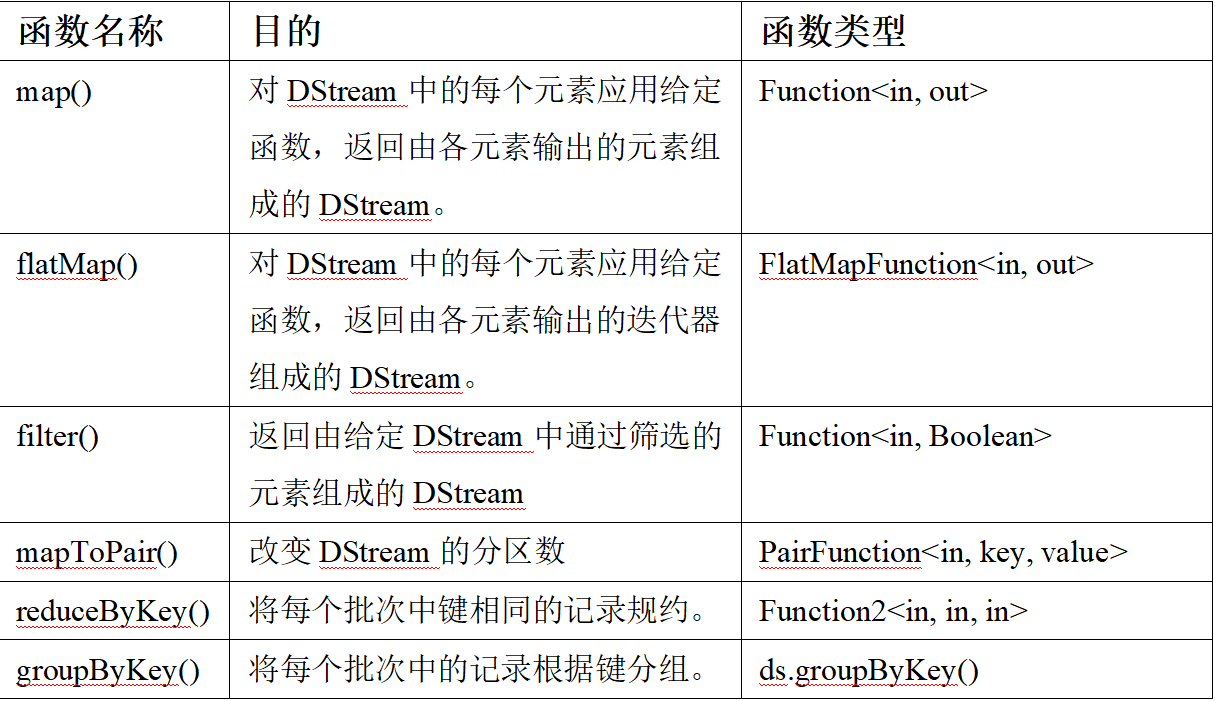 函数名称 目的 函数类型
map() 对 DStream 中的每个元素应用给定 Function<in, out>
函数，返回由各元素输出的元素组
成的 DStream。
flatMap() 对 DStream 中的每个元素应用给定 FlatMapFunction<in, out>
函数，返回由各元素输出的迭代器
组成的 DStream。
filter() 返回由给定 DStream 中通过筛选的 Function<in, Boolean>
元素组成的 DStream
mapToPair() 改变 DStream 的分区数 PairFunction<in, key, value>
reduceByKey() 将每个批次中键相同的记录规约。 Function2<in, in, in>
groupByKey() 将每个批次中的记录根据键分组。 ds.groupByKey()